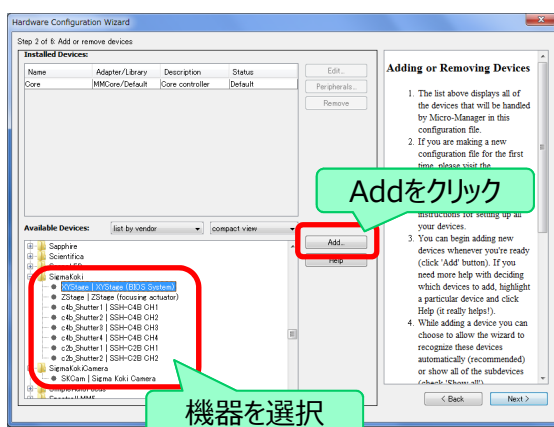 Hardware Configuration Wizard
Step 2 of 6: Add or remove devices
Installed Devices:
Name Adapter/Library Description Status
Core MMCore/Default Core controller Default
Edit...
Peripherals...
Remove
Available Devices: list by vendor compact view
Sapphire
Scientifica
SigmaKoki
XYStage | XYStage (BIOS System)
ZStage | ZStage (focusing actuator)
c4b_Shutter1 | SSH-C4B CH1
c4b_Shutter2 | SSH-C4B CH2
c4b_Shutter3 | SSH-C4B CH3
c4b_Shutter4 | SSH-C4B CH4
c2b_Shutter1 | SSH-C2B CH1
c2b_Shutter2 | SSH-C2B CH2
SigmaKokiCamera
SKCam | Sigma Koki Camera
Add...
Help
Addをクリック
機器を選択
Adding or Removing Devices
1. The list above displays all of
the devices that will be handled
by Micro-Manager in this
configuration file.
2. If you are making a new
configuration file for the first
time, please visit the
instructions for setting up all
your devices.
3. You can begin adding new
devices whenever you're ready
(click 'Add' button). If you
need more help with deciding
which devices to add, highlight
a particular device and click
Help (it really helps!).
4. While adding a device you can
choose to allow the wizard to
recognize these devices
automatically (recommended)
or show all of the subdevices
(check 'Show all')
< Back Next >